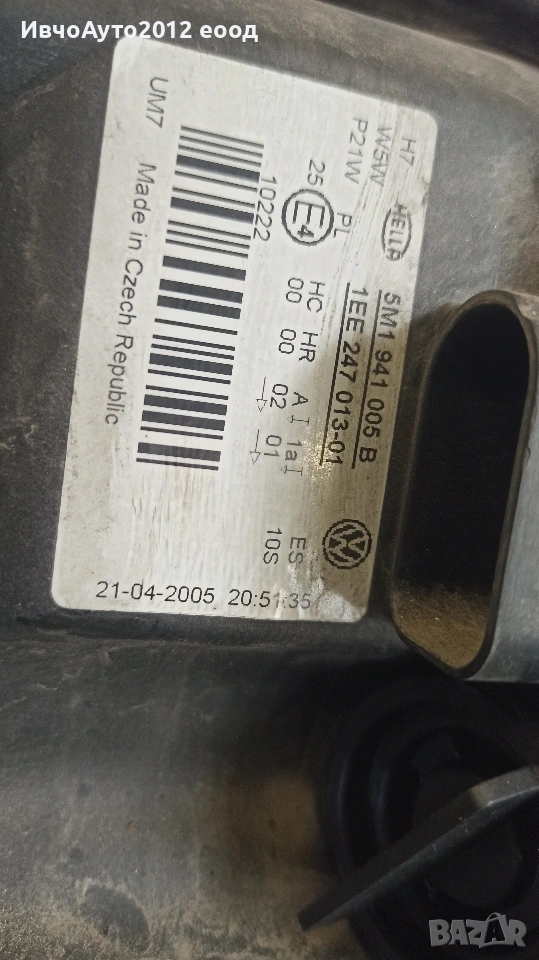 ИвчоАуто2012 еоод
H7
W5W
P21W
PL
HELLA
5M1 941 005 B
1EE 247 013-01
25
E4
HC HR A 1a
00 00 02 01
ES
10S
10222
UM7
Made in Czech Republic
21-04-2005 20:51:35
BAZAR